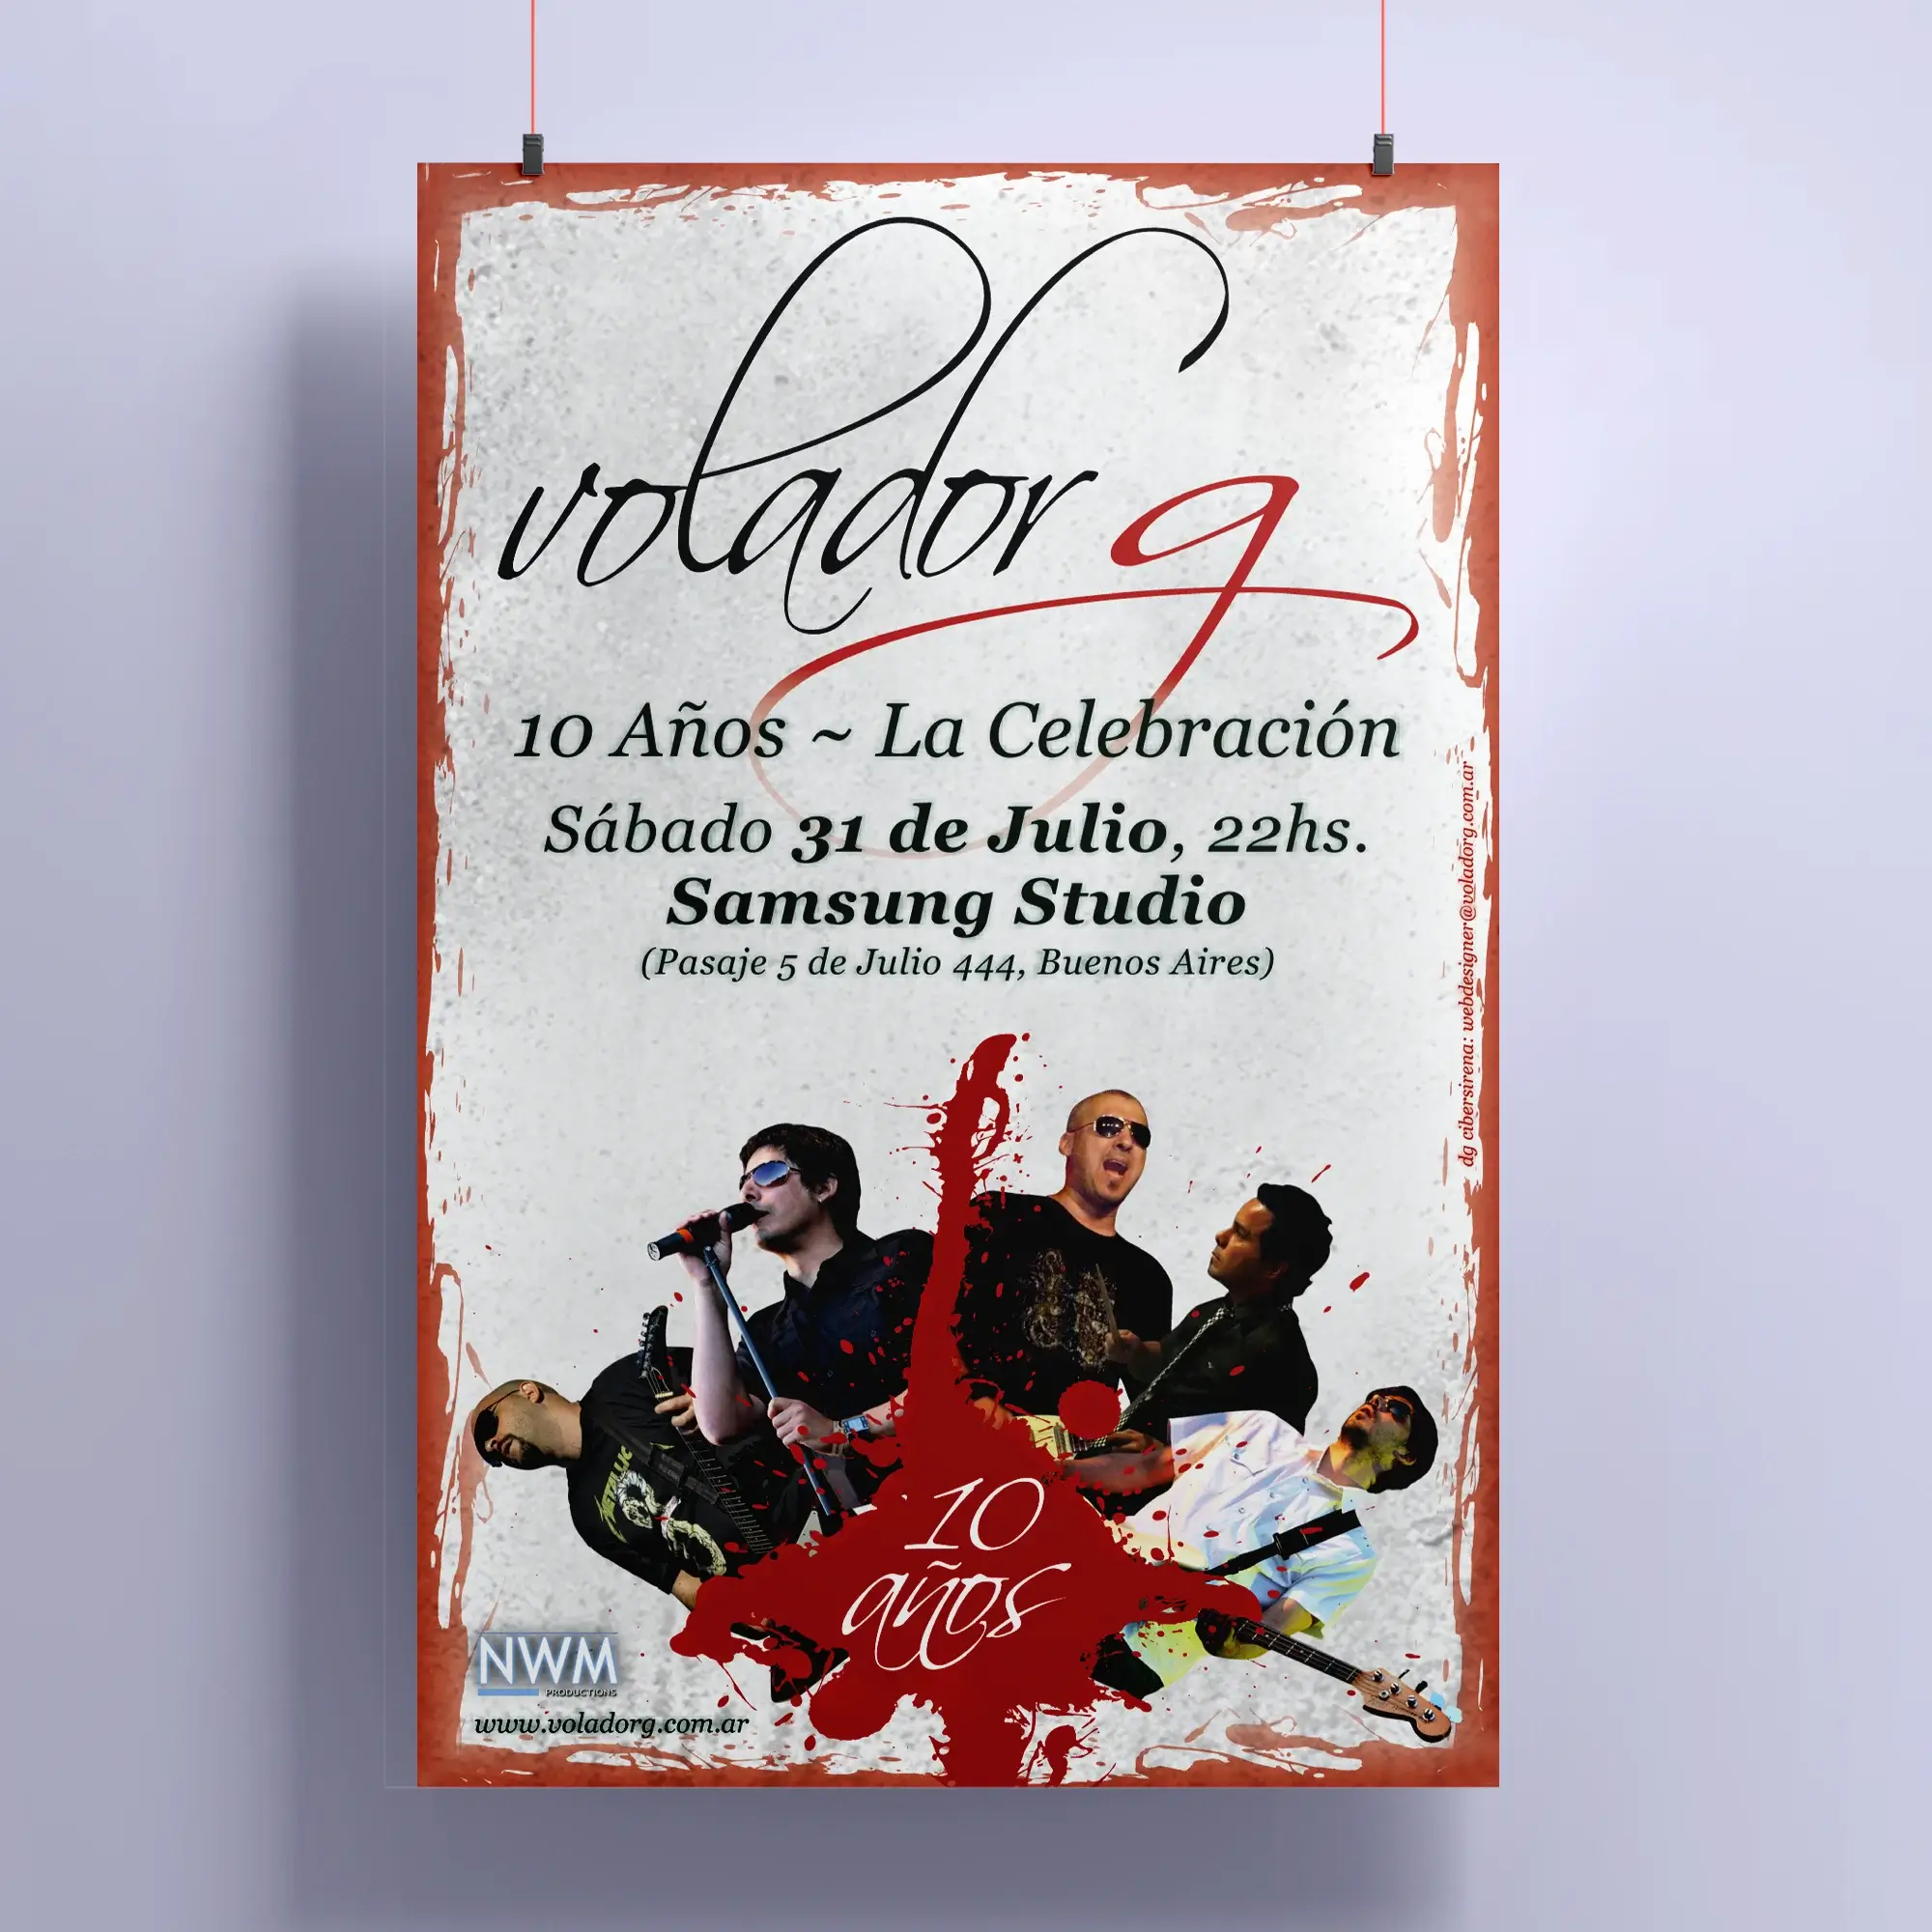 volador g
10 Años ~ La Celebración
Sábado 31 de Julio, 22hs.
Samsung Studio
(Pasaje 5 de Julio 444, Buenos Aires)
dg cibersirena: webdesigner@voladorg.com.ar
METALLIC
10
años
NWM
PRODUCTIONS
www.voladorg.com.ar